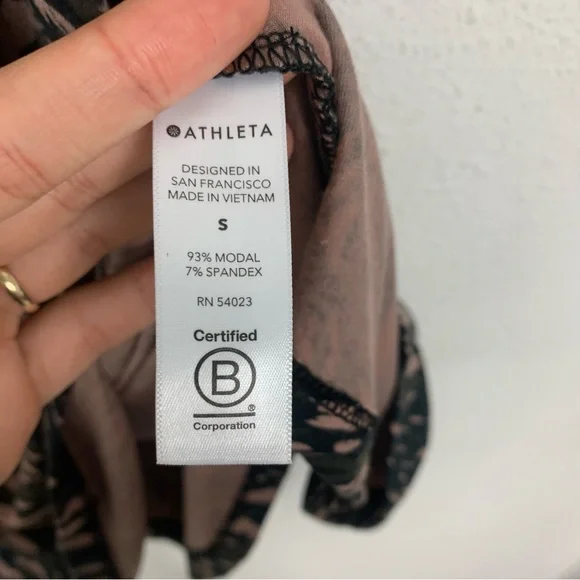 ATHLETA
DESIGNED IN
SAN FRANCISCO
MADE IN VIETNAM
S
93% MODAL
7% SPANDEX
RN 54023
Certified
B
®
Corporation